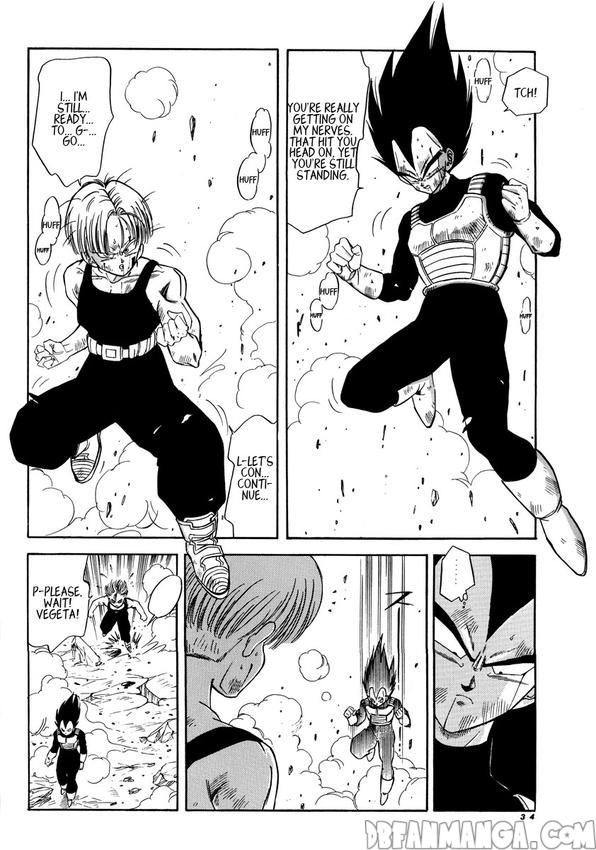 TCH!
HUFF
YOU'RE REALLY
GETTING ON
MY NERVES.
THAT HIT YOU
HEAD ON, YET
YOU'RE STILL
STANDING.
HUFF
HUFF
HUFF
HUFF
HUFF
I... I'M
STILL...
READY
TO... G-...
GO...
HUFF
HUFF
L-LET'S
CON...
CONTI-
NUE...
......
P-PLEASE,
WAIT!
VEGETA!
34
DBFANMANGA.COM